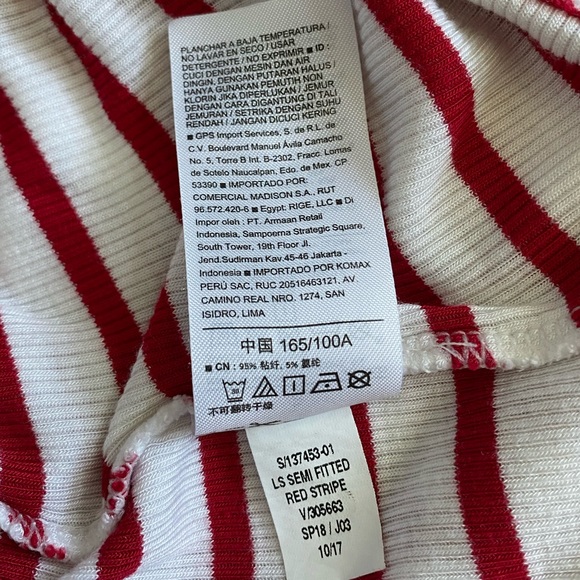 PLANCHAR A BAJA TEMPERATURA /
NO LAVAR EN SECO / USAR
DETERGENTE / NO EXPRIMIR ■ ID :
CUCI DENGAN MESIN DAN AIR
DINGIN. DENGAN PUTARAN HALUS /
HANYA GUNAKAN PEMUTIH NON
KLORIN JIKA DIPERLUKAN / JEMUR
DENGAN CARA DIGANTUNG DI TALI
JEMURAN / SETRIKA DENGAN SUHU
RENDAH / JANGAN DICUCI KERING
■ GPS Import Services, S. de R.L. de
C.V. Boulevard Manuel Ávila Camacho
No. 5, Torre B Int. B-2302, Fracc. Lomas
de Sotelo Naucalpan, Edo. de Mex. CP
53390 ■ IMPORTADO POR:
COMERCIAL MADISON S.A., RUT
96.572.420-6 ■ Egypt: RIGE, LLC ■ Di
Impor oleh : PT. Armaan Retail
Indonesia, Sampoerna Strategic Square,
South Tower, 19th Floor Jl.
Jend.Sudirman Kav.45-46 Jakarta -
Indonesia ■ IMPORTADO POR KOMAX
PERÚ SAC, RUC 20516463121, AV.
CAMINO REAL NRO. 1274, SAN
ISIDRO, LIMA
中国 165/100A
■ CN : 95% 粘纤, 5% 氨纶
30
不可翻转干燥
S/137453-01
LS SEMI FITTED
RED STRIPE
V/305663
SP18 / J03
10/17